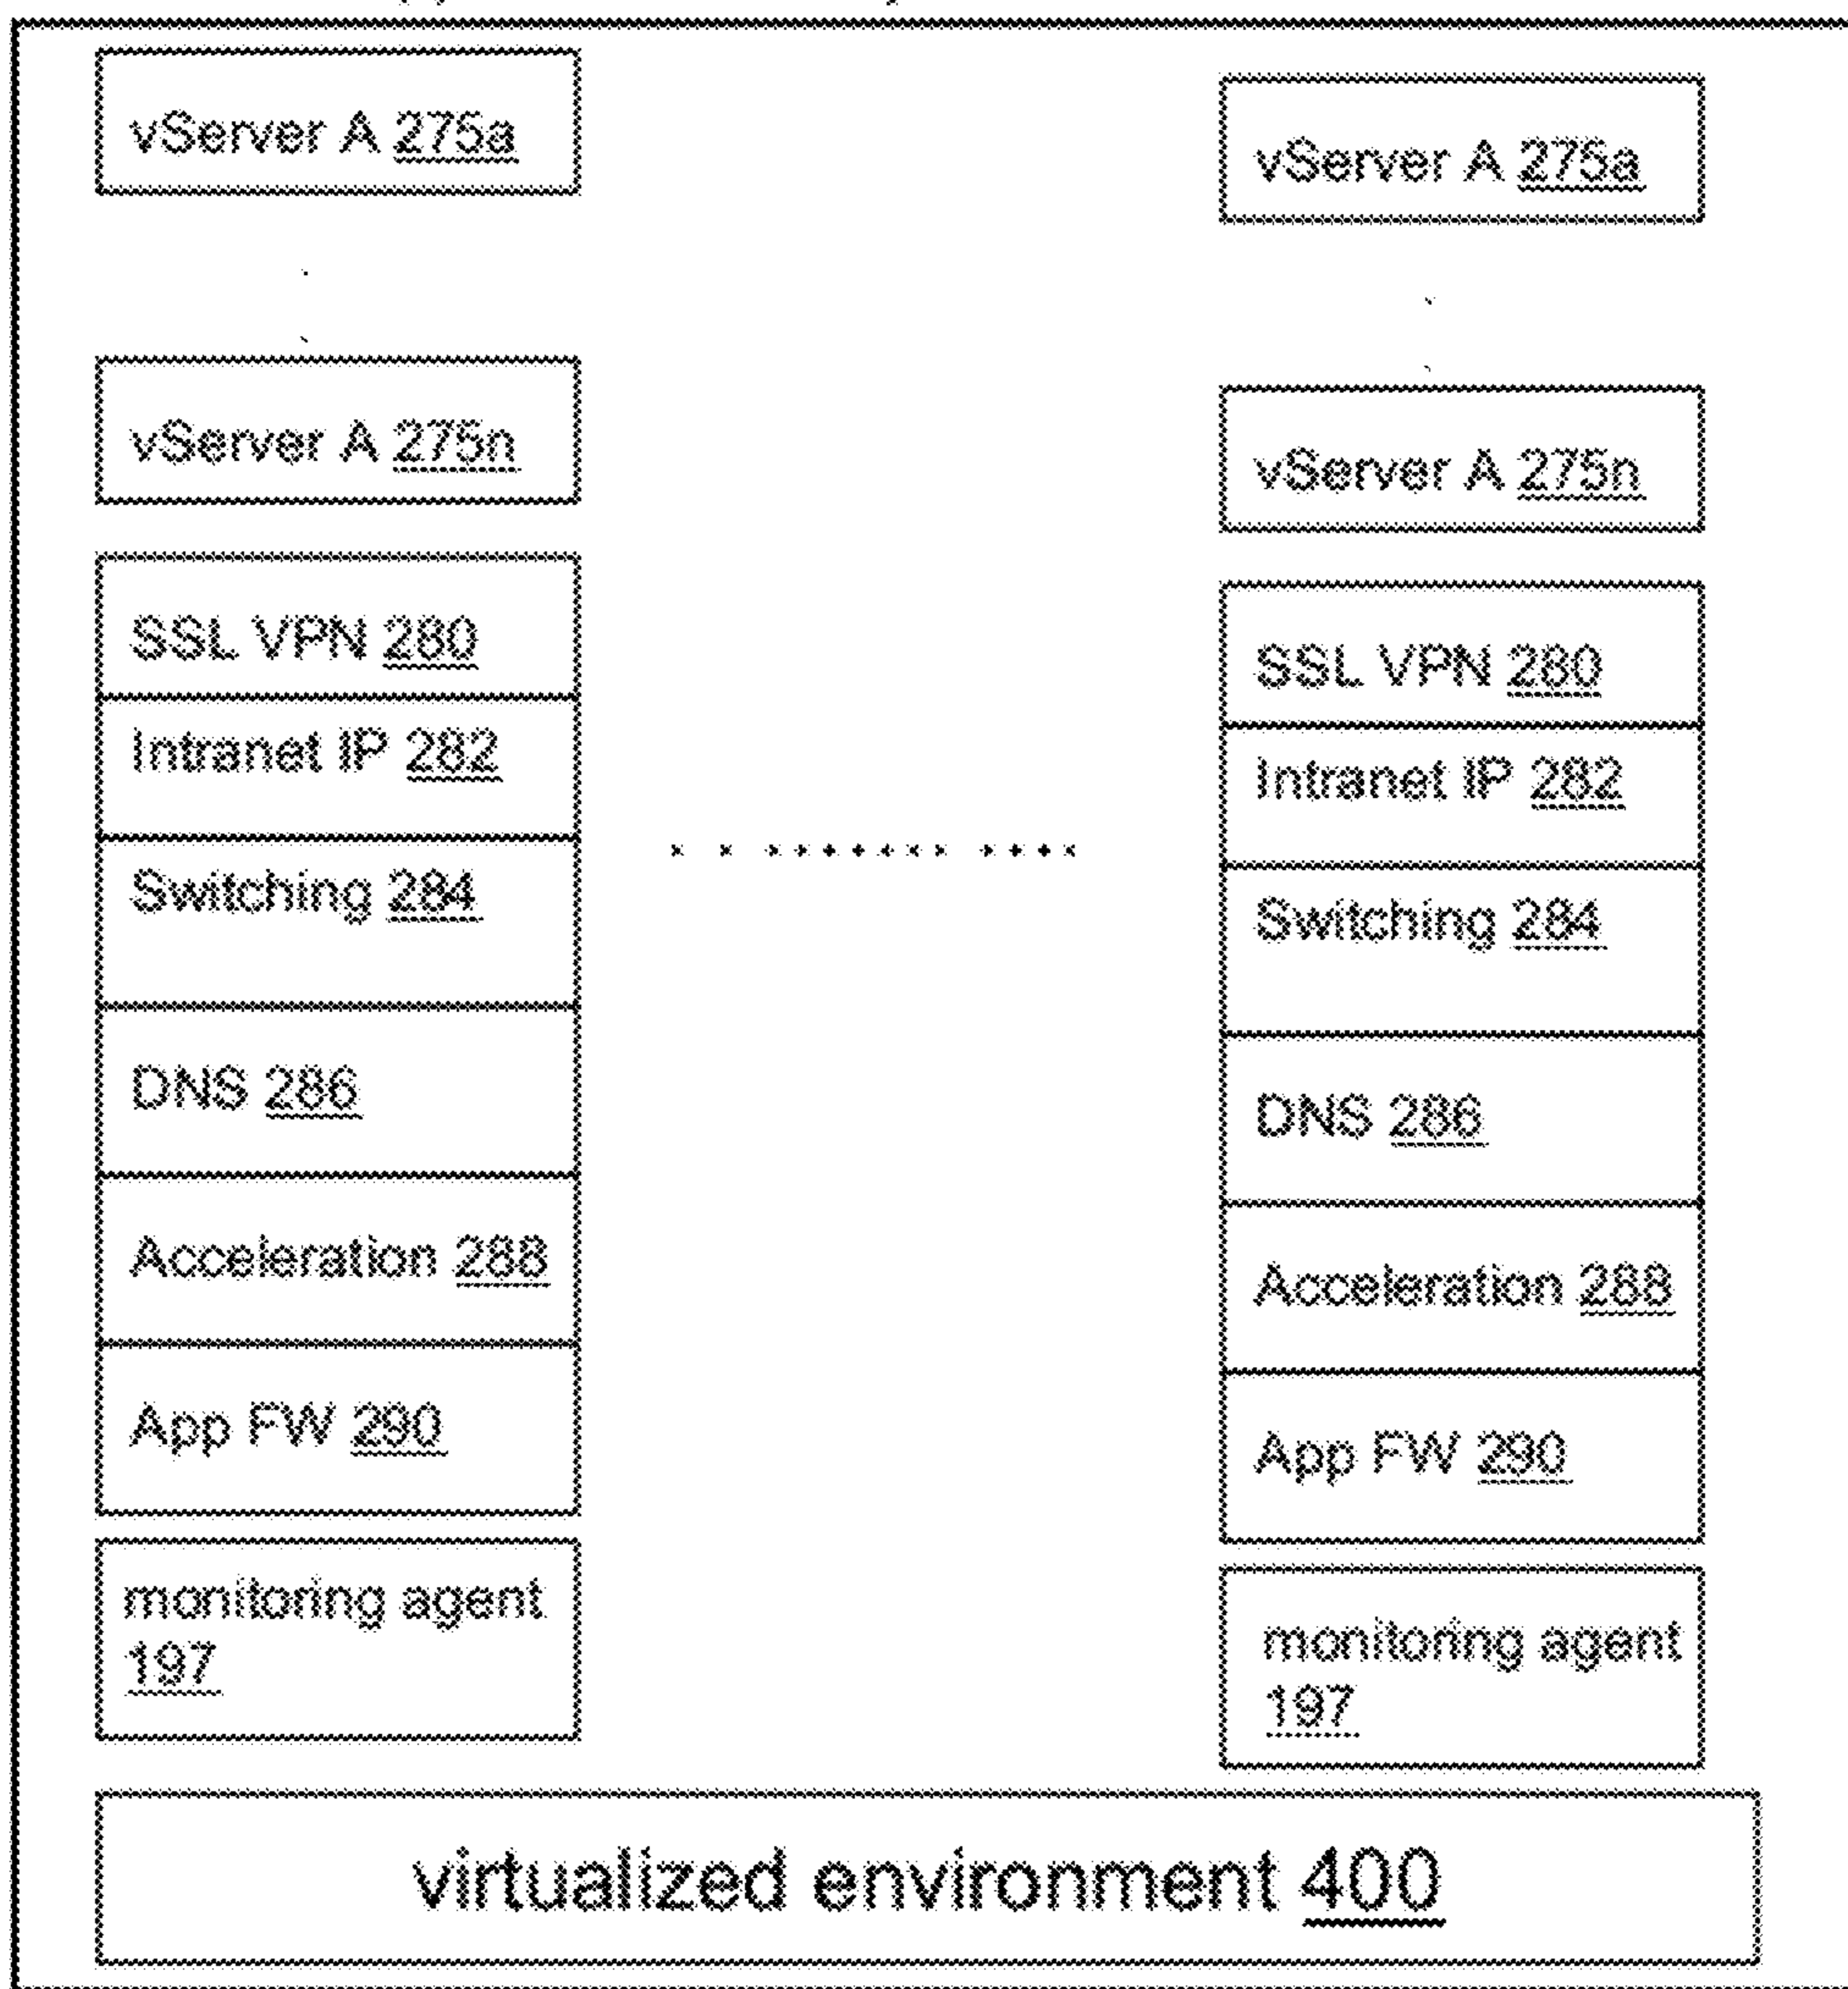 vServer A 275a
vServer A 275n
SSL VPN 280
Intranet IP 282
Switching 284
DNS 286
Acceleration 288
App FW 290
monitoring agent
197
vServer A 275a
vServer A 275n
SSL VPN 280
Intranet IP 282
Switching 284
DNS 286
Acceleration 288
App FW 290
monitoring agent
197
virtualized environment 400